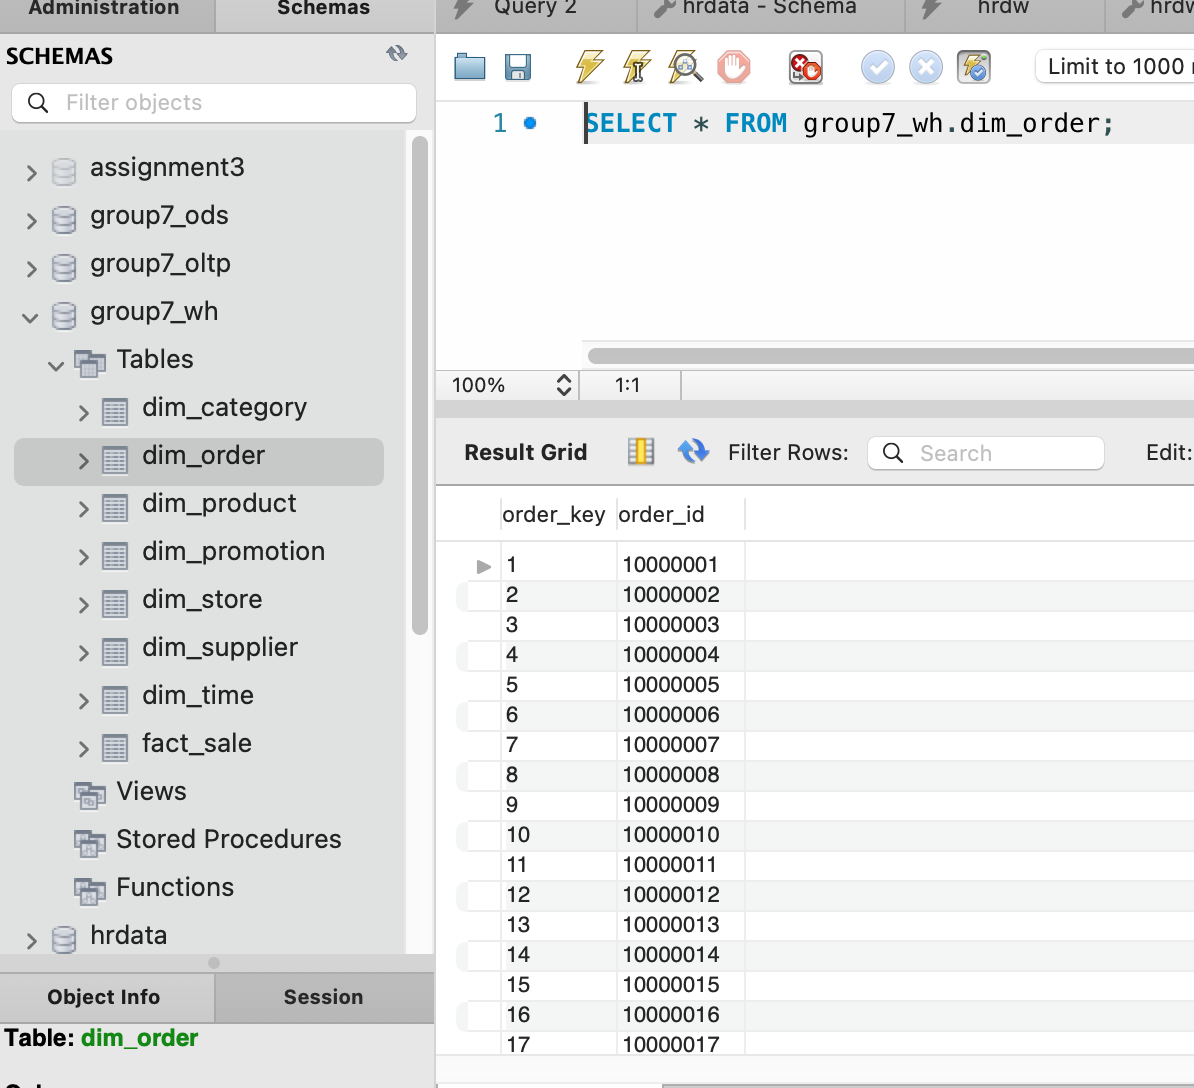 Administration
Schemas
Query 2
hrdata - Schema
hrdw
SCHEMAS
Filter objects
Limit to 1000
1
SELECT * FROM group7_wh.dim_order;
assignment3
group7_ods
group7_oltp
group7_wh
Tables
dim_category
dim_order
dim_product
dim_promotion
dim_store
dim_supplier
dim_time
fact_sale
Views
Stored Procedures
Functions
hrdata
Object Info
Session
Table: dim_order
100%
1:1
Result Grid
Filter Rows:
Search
Edit:
order_key order_id
1 10000001
2 10000002
3 10000003
4 10000004
5 10000005
6 10000006
7 10000007
8 10000008
9 10000009
10 10000010
11 10000011
12 10000012
13 10000013
14 10000014
15 10000015
16 10000016
17 10000017